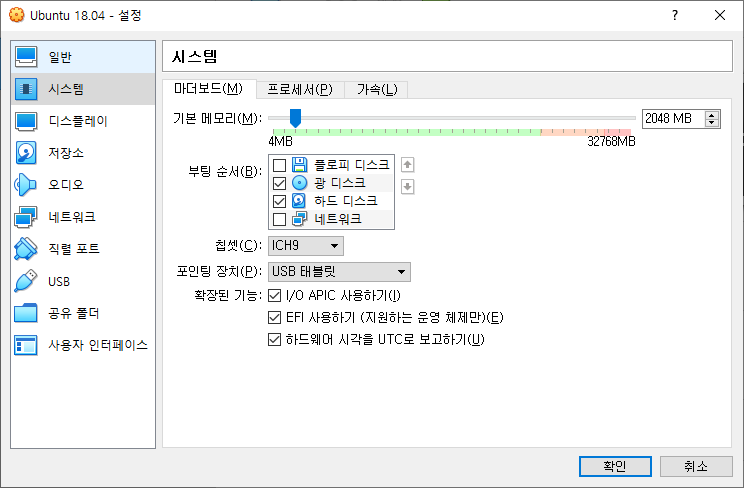 Ubuntu 18.04 - 설정
일반
시스템
디스플레이
저장소
오디오
네트워크
직렬 포트
USB
공유 폴더
사용자 인터페이스
시스템
마더보드(M) 프로세서(P) 가속(L)
기본 메모리(M): 2048 MB
4MB 32768MB
부팅 순서(B): 플로피 디스크
광 디스크
하드 디스크
네트워크
칩셋(C): ICH9
포인팅 장치(P): USB 태블릿
확장된 기능: I/O APIC 사용하기(I)
EFI 사용하기 (지원하는 운영 체제만)(E)
하드웨어 시각을 UTC로 보고하기(U)
확인 취소